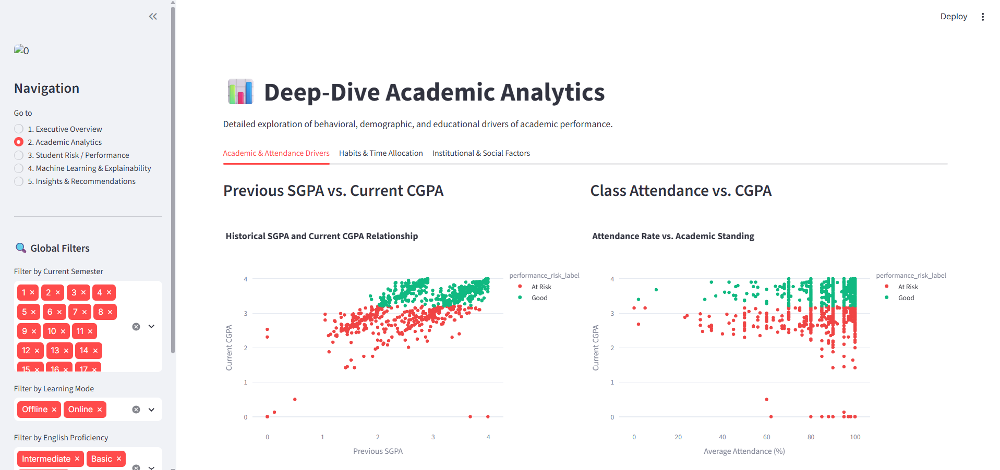 Deploy
0
Navigation
Go to
1. Executive Overview
2. Academic Analytics
3. Student Risk / Performance
4. Machine Learning & Explainability
5. Insights & Recommendations
Global Filters
Filter by Current Semester
1 × 2 × 3 × 4 ×
5 × 6 × 7 × 8 ×
9 × 10 × 11 ×
12 × 13 × 14 ×
15 × 16 × 17 ×
Filter by Learning Mode
Offline × Online ×
Filter by English Proficiency
Intermediate × Basic ×
Deep-Dive Academic Analytics
Detailed exploration of behavioral, demographic, and educational drivers of academic performance.
Academic & Attendance Drivers Habits & Time Allocation Institutional & Social Factors
Previous SGPA vs. Current CGPA
Historical SGPA and Current CGPA Relationship
performance_risk_label
At Risk
Good
Current CGPA
4
3
2
1
0
0 1 2 3 4
Previous SGPA
Class Attendance vs. CGPA
Attendance Rate vs. Academic Standing
performance_risk_label
At Risk
Good
Current CGPA
4
3
2
1
0
0 20 40 60 80 100
Average Attendance (%)